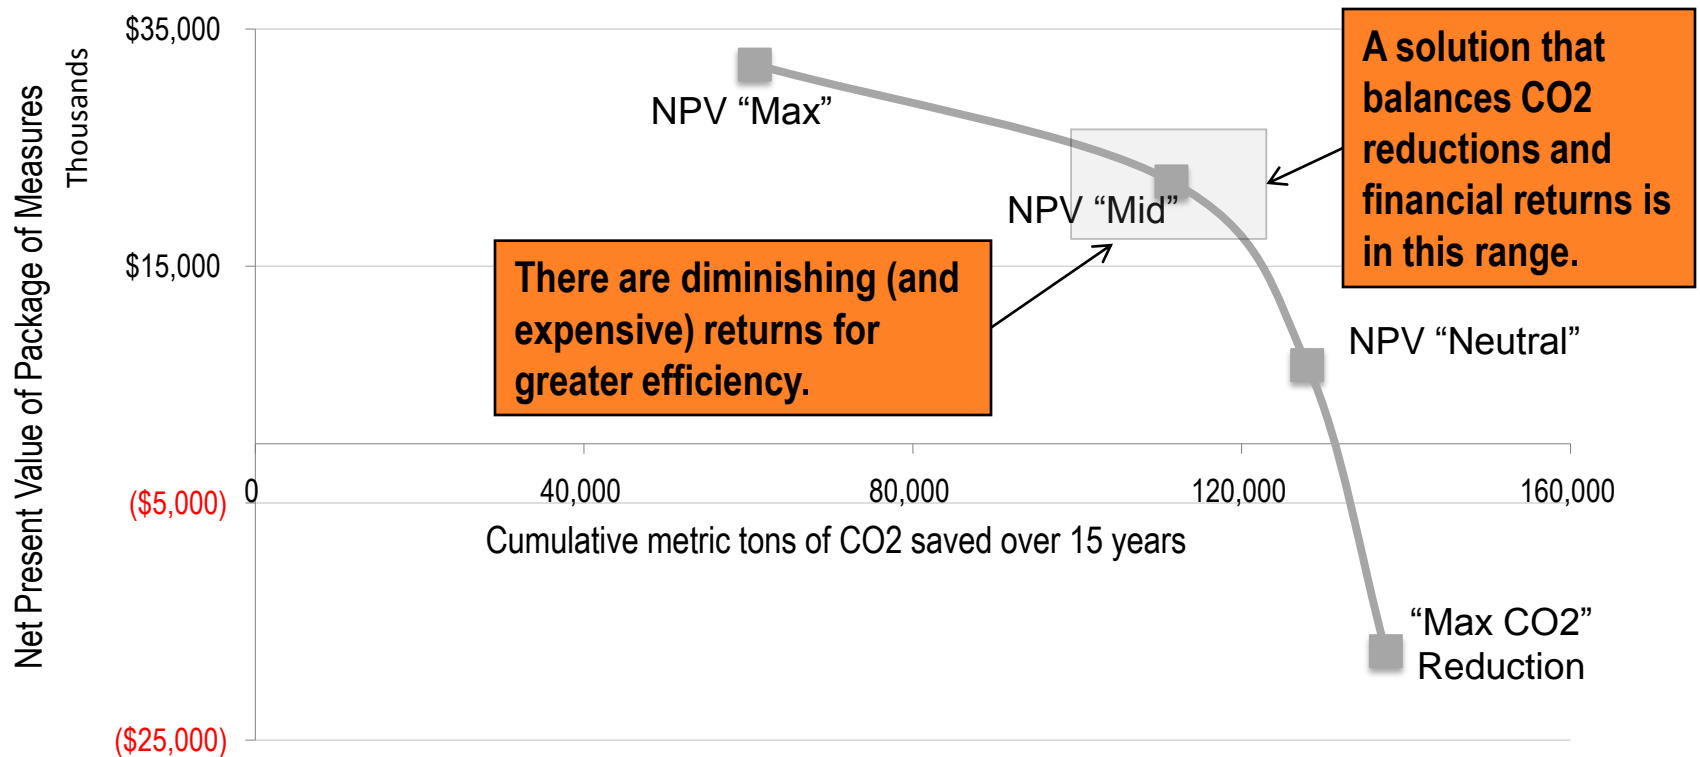 Net Present Value of Package of Measures
Thousands
$35,000
$15,000
($5,000)
($25,000)
NPV “Max”
NPV “Mid”
NPV “Neutral”
“Max CO2”
Reduction
A solution that
balances CO2
reductions and
financial returns is
in this range.
There are diminishing (and
expensive) returns for
greater efficiency.
0
40,000
80,000
120,000
160,000
Cumulative metric tons of CO2 saved over 15 years